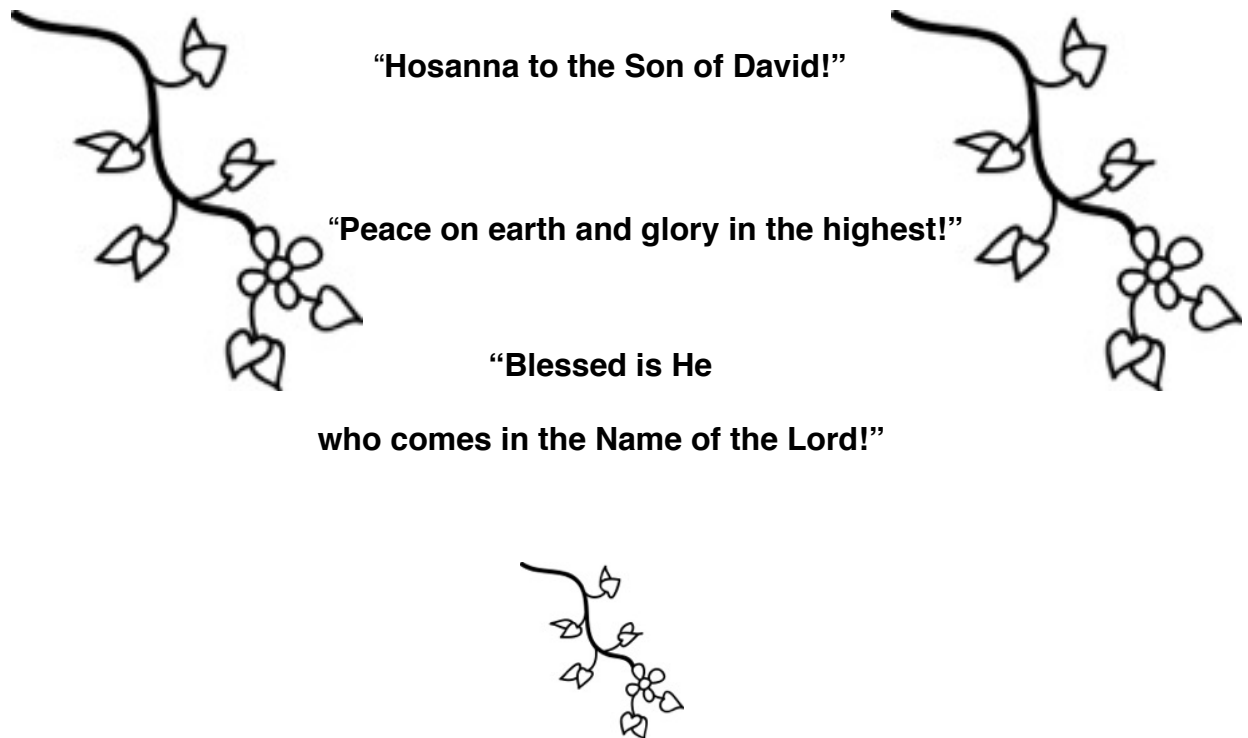 “Hosanna to the Son of David!”
“Peace on earth and glory in the highest!”
“Blessed is He
who comes in the Name of the Lord!”